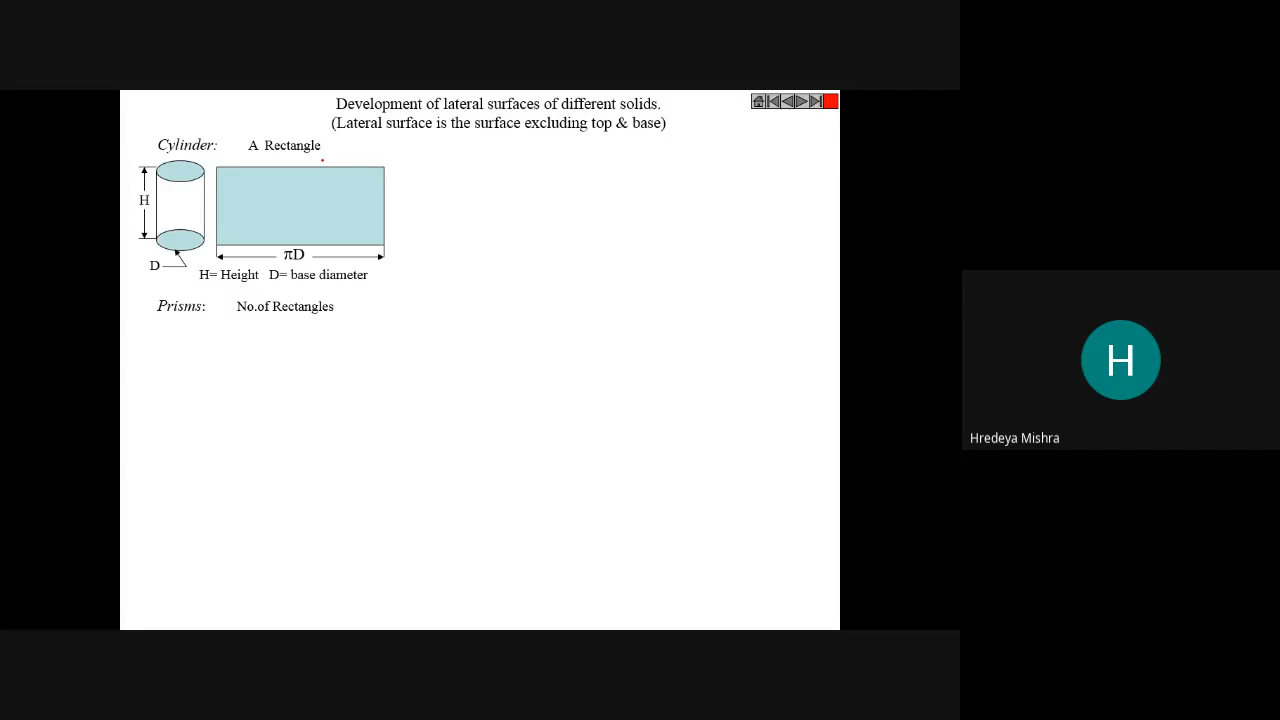 Development of lateral surfaces of different solids.
(Lateral surface is the surface excluding top & base)
Cylinder: A Rectangle
H
πD
D
H= Height D= base diameter
Prisms: No.of Rectangles
H
Hredeya Mishra